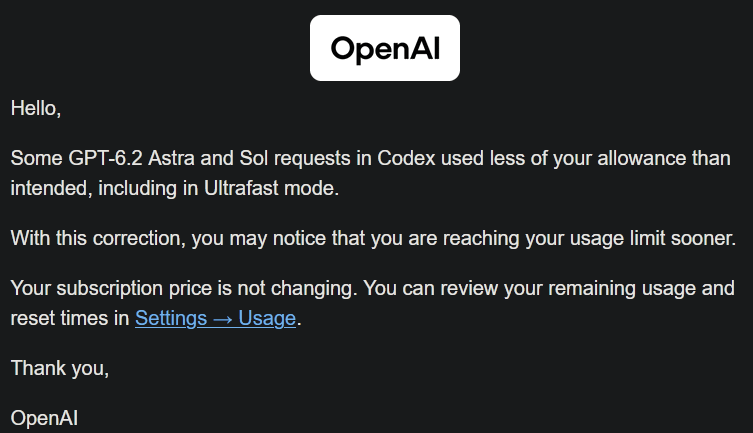 OpenAI
Hello,
Some GPT-6.2 Astra and Sol requests in Codex used less of your allowance than
intended, including in Ultrafast mode.
With this correction, you may notice that you are reaching your usage limit sooner.
Your subscription price is not changing. You can review your remaining usage and
reset times in Settings → Usage.
Thank you,
OpenAI